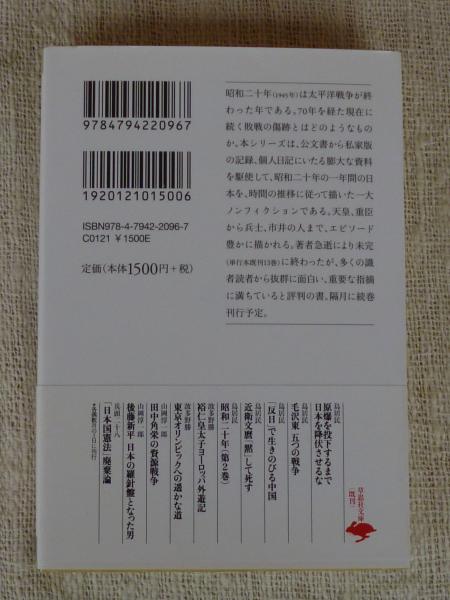 9784794220967
1920121015006
ISBN978-4-7942-2096-7
C0121 ¥1500E
定価(本体1500円+税)
昭和二十年(1945年)は太平洋戦争が終
わった年である。70年を経た現在に
続く敗戦の傷跡とはどのようなもの
か。本シリーズは、公文書から私家版
の記録、個人日記にいたる膨大な資料
を駆使して、昭和二十年の一年間の日
本を、時間の推移に従って描いた一大
ノンフィクションである。天皇、重臣
から兵士、市井の人まで、エピソード
豊かに描かれる。著者急逝により未完
(単行本既刊13巻)に終わったが、多くの識
者読者から抜群に面白い、重要な指摘
に満ちていると評判の書。隔月に続巻
刊行予定。
草思社文庫
[既刊]
鳥居民
原爆を投下するまで
日本を降伏させるな
鳥居民
毛沢東 五つの戦争
鳥居民
「反日」で生きのびる中国
鳥居民
近衛文麿「黙」して死す
鳥居民
昭和二十年(第2巻)
波多野勝
裕仁皇太子ヨーロッパ外遊記
波多野勝
東京オリンピックへの遥かな道
山岡淳一郎
田中角栄の資源戦争
山岡淳一郎
後藤新平 日本の羅針盤となった男
兵頭二十八
「日本国憲法」廃棄論